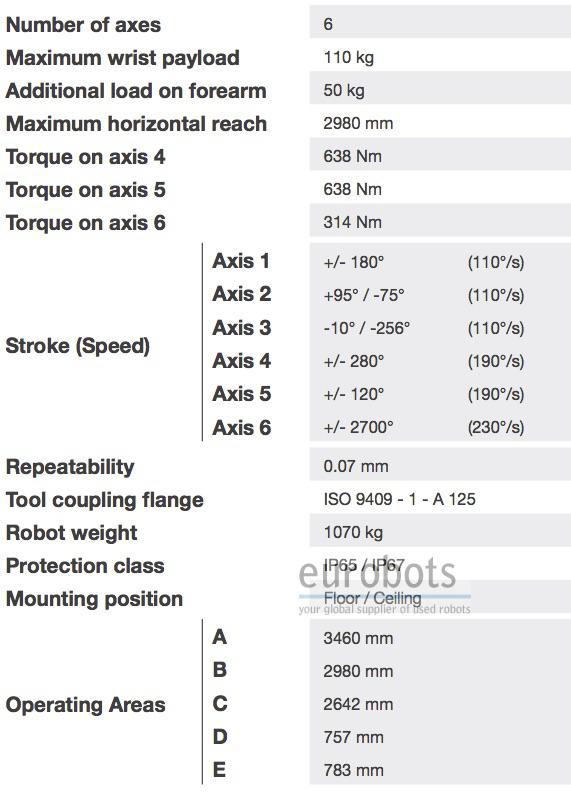 Number of axes 6
Maximum wrist payload 110 kg
Additional load on forearm 50 kg
Maximum horizontal reach 2980 mm
Torque on axis 4 638 Nm
Torque on axis 5 638 Nm
Torque on axis 6 314 Nm
Axis 1 +/- 180° (110°/s)
Axis 2 +95° / -75° (110°/s)
Axis 3 -10° / -256° (110°/s)
Stroke (Speed)
Axis 4 +/- 280° (190°/s)
Axis 5 +/- 120° (190°/s)
Axis 6 +/- 2700° (230°/s)
Repeatability 0.07 mm
Tool coupling flange ISO 9409 - 1 - A 125
Robot weight 1070 kg
Protection class IP65 / IP67
eurobots
Mounting position Floor / Ceiling
your global supplier of used robots
A 3460 mm
B 2980 mm
Operating Areas C 2642 mm
D 757 mm
E 783 mm